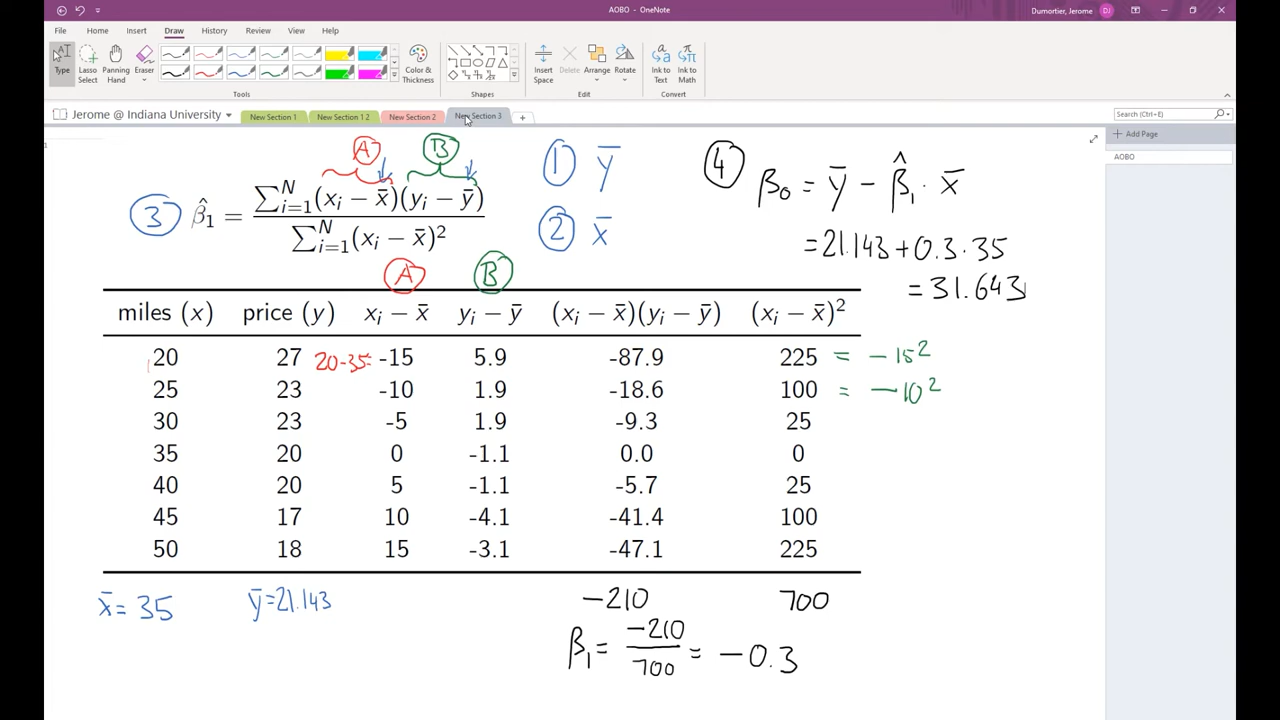 AOBO - OneNote
Dumortier, Jerome DJ
File Home Insert Draw History Review View Help
Type Lasso Select Panning Hand Eraser Color & Thickness Insert Space Delete Arrange Rotate Ink to Text Ink to Math
Tools Shapes Edit Convert
Jerome @ Indiana University New Section 1 New Section 1 2 New Section 2 New Section 3 + Search (Ctrl+E)
+ Add Page
AOBO
A B
③ β̂₁ = ∑ᴺᵢ₌₁(xᵢ − x̄)(yᵢ − ȳ) / ∑ᴺᵢ₌₁(xᵢ − x̄)²
① ȳ
② x̄
④ β₀ = ȳ − β̂₁ · x̄
= 21.143 + 0.3 · 35
= 31.643
A B
miles (x) price (y) xᵢ − x̄ yᵢ − ȳ (xᵢ − x̄)(yᵢ − ȳ) (xᵢ − x̄)²
20 27 20-35= -15 5.9 -87.9 225 = −15²
25 23 -10 1.9 -18.6 100 = −10²
30 23 -5 1.9 -9.3 25
35 20 0 -1.1 0.0 0
40 20 5 -1.1 -5.7 25
45 17 10 -4.1 -41.4 100
50 18 15 -3.1 -47.1 225
x̄ = 35 ȳ = 21.143 −210 700
β₁ = −210 / 700 = −0.3